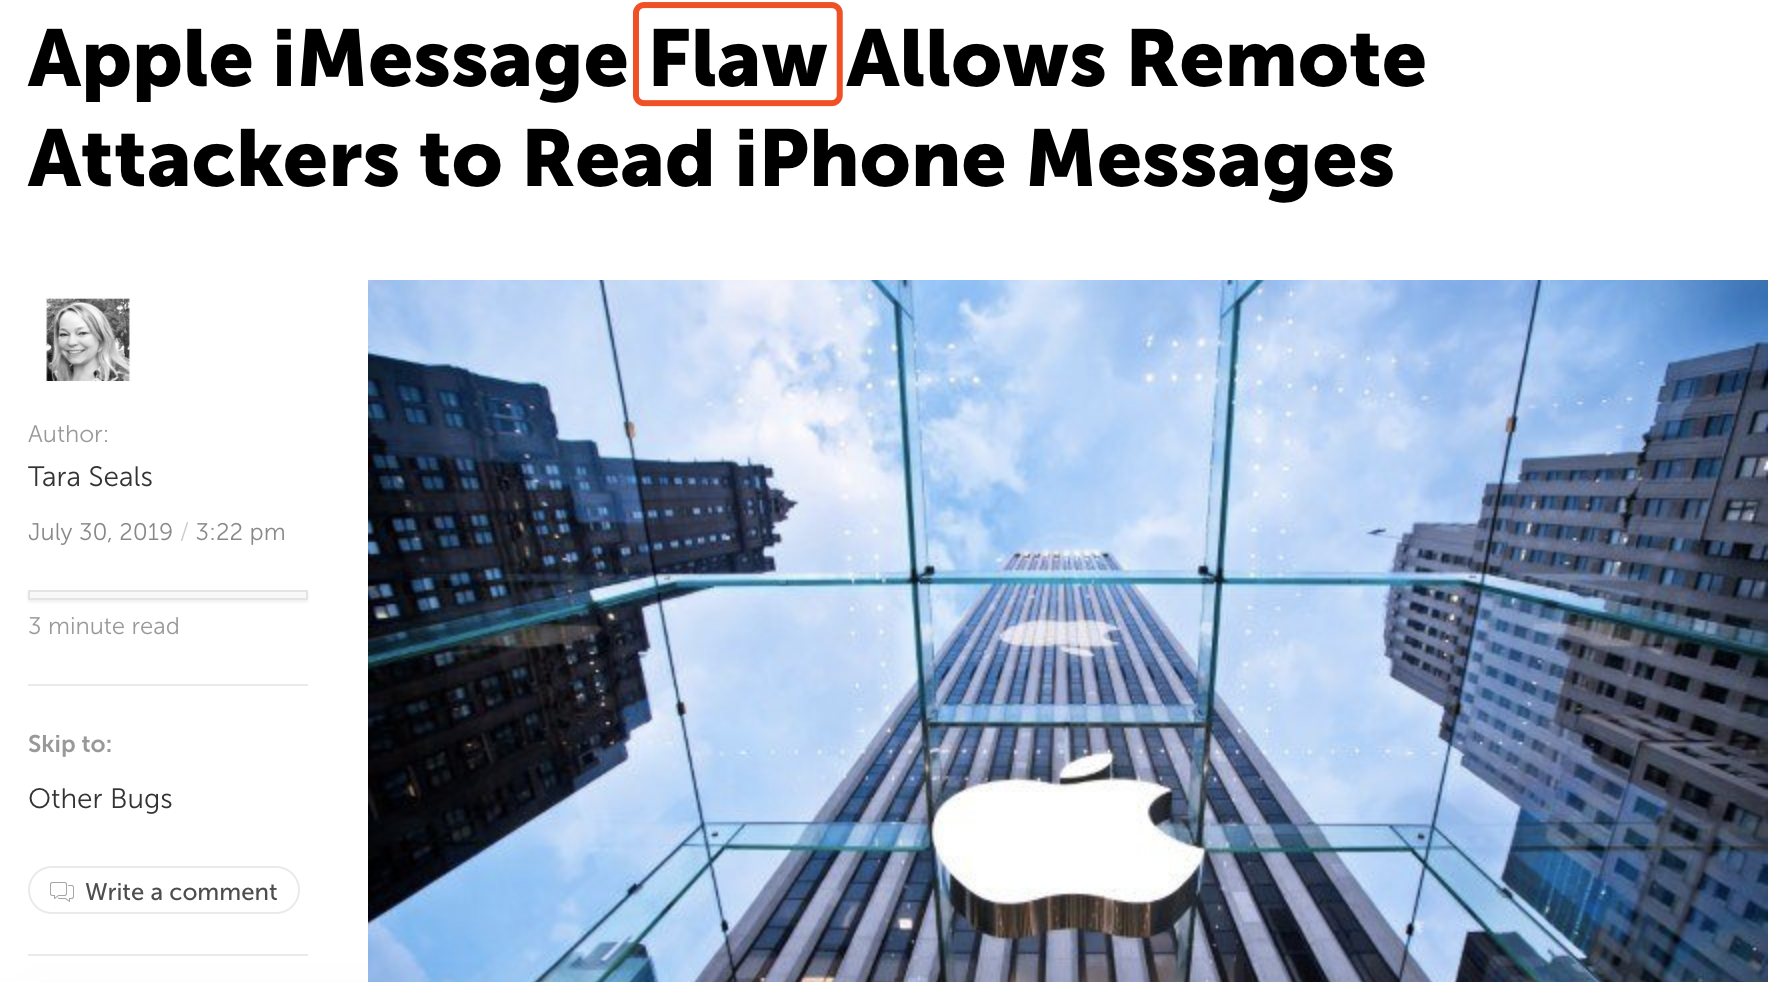 Apple iMessage Flaw Allows Remote
Attackers to Read iPhone Messages
Author:
Tara Seals
July 30, 2019 / 3:22 pm
3 minute read
Skip to:
Other Bugs
Write a comment